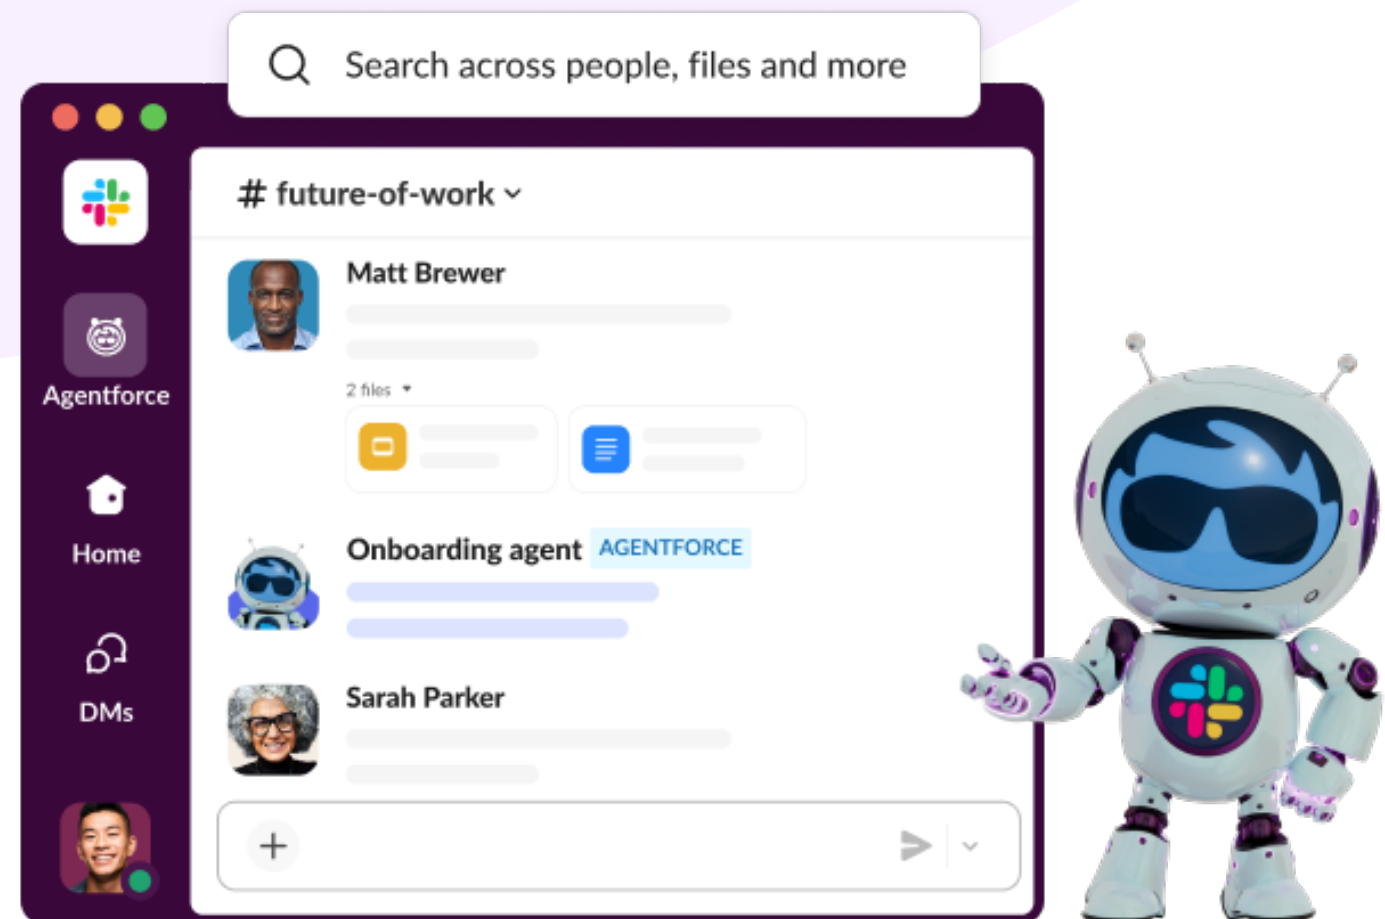 Search across people, files and more
# future-of-work
Agentforce
Home
DMs
Matt Brewer
2 files
Onboarding agent AGENTFORCE
Sarah Parker